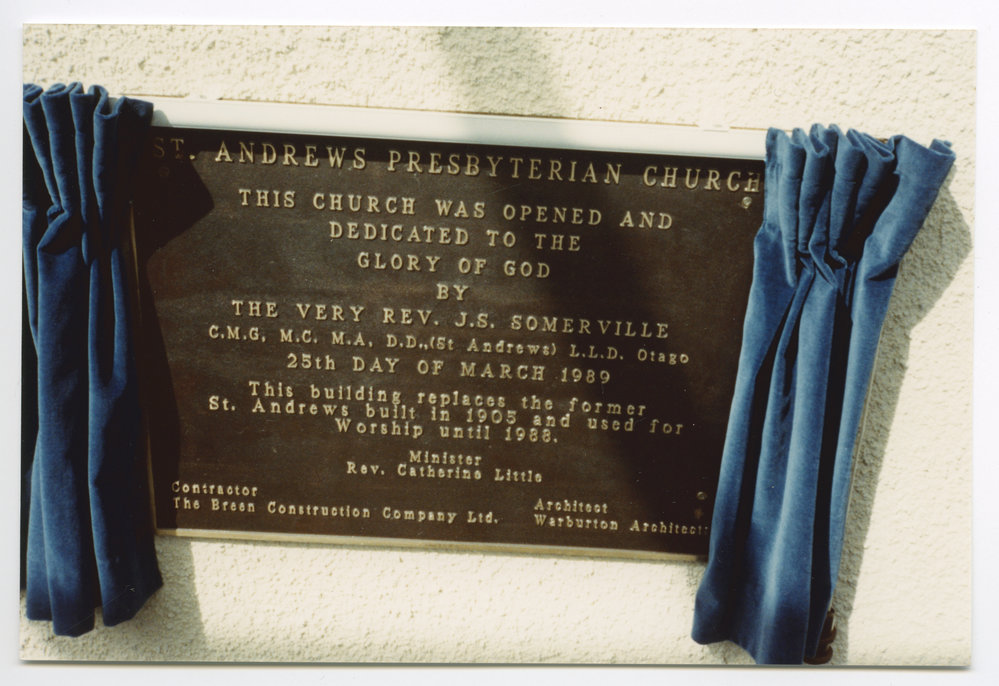 ST. ANDREWS PRESBYTERIAN CHURCH
THIS CHURCH WAS OPENED AND
DEDICATED TO THE
GLORY OF GOD
BY
THE VERY REV. J.S. SOMERVILLE
C.M.G, M.C. M.A, D.D.,(St Andrews) L.L.D. Otago
25th DAY OF MARCH 1989
This building replaces the former
St. Andrews built in 1905 and used for
Worship until 1988.
Minister
Rev. Catherine Little
Contractor
The Breen Construction Company Ltd.
Architect
Warburton Architects